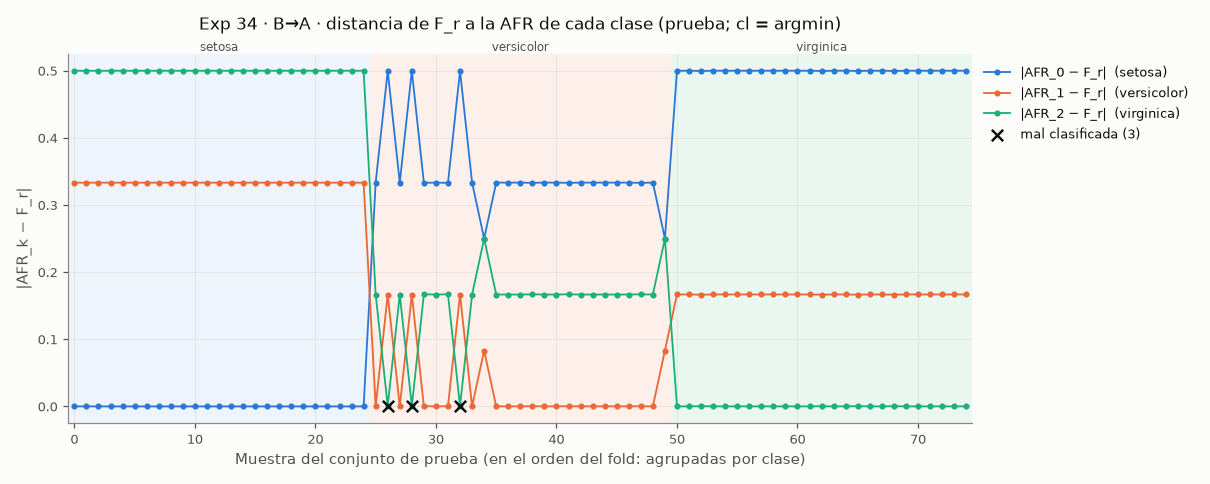 Exp 34 · B→A · distancia de F_r a la AFR de cada clase (prueba; cl = argmin)
setosa
versicolor
virginica
|AFR_0 − F_r| (setosa)
|AFR_1 − F_r| (versicolor)
|AFR_2 − F_r| (virginica)
mal clasificada (3)
|AFR_k − F_r|
0.5
0.4
0.3
0.2
0.1
0.0
0
10
20
30
40
50
60
70
Muestra del conjunto de prueba (en el orden del fold: agrupadas por clase)